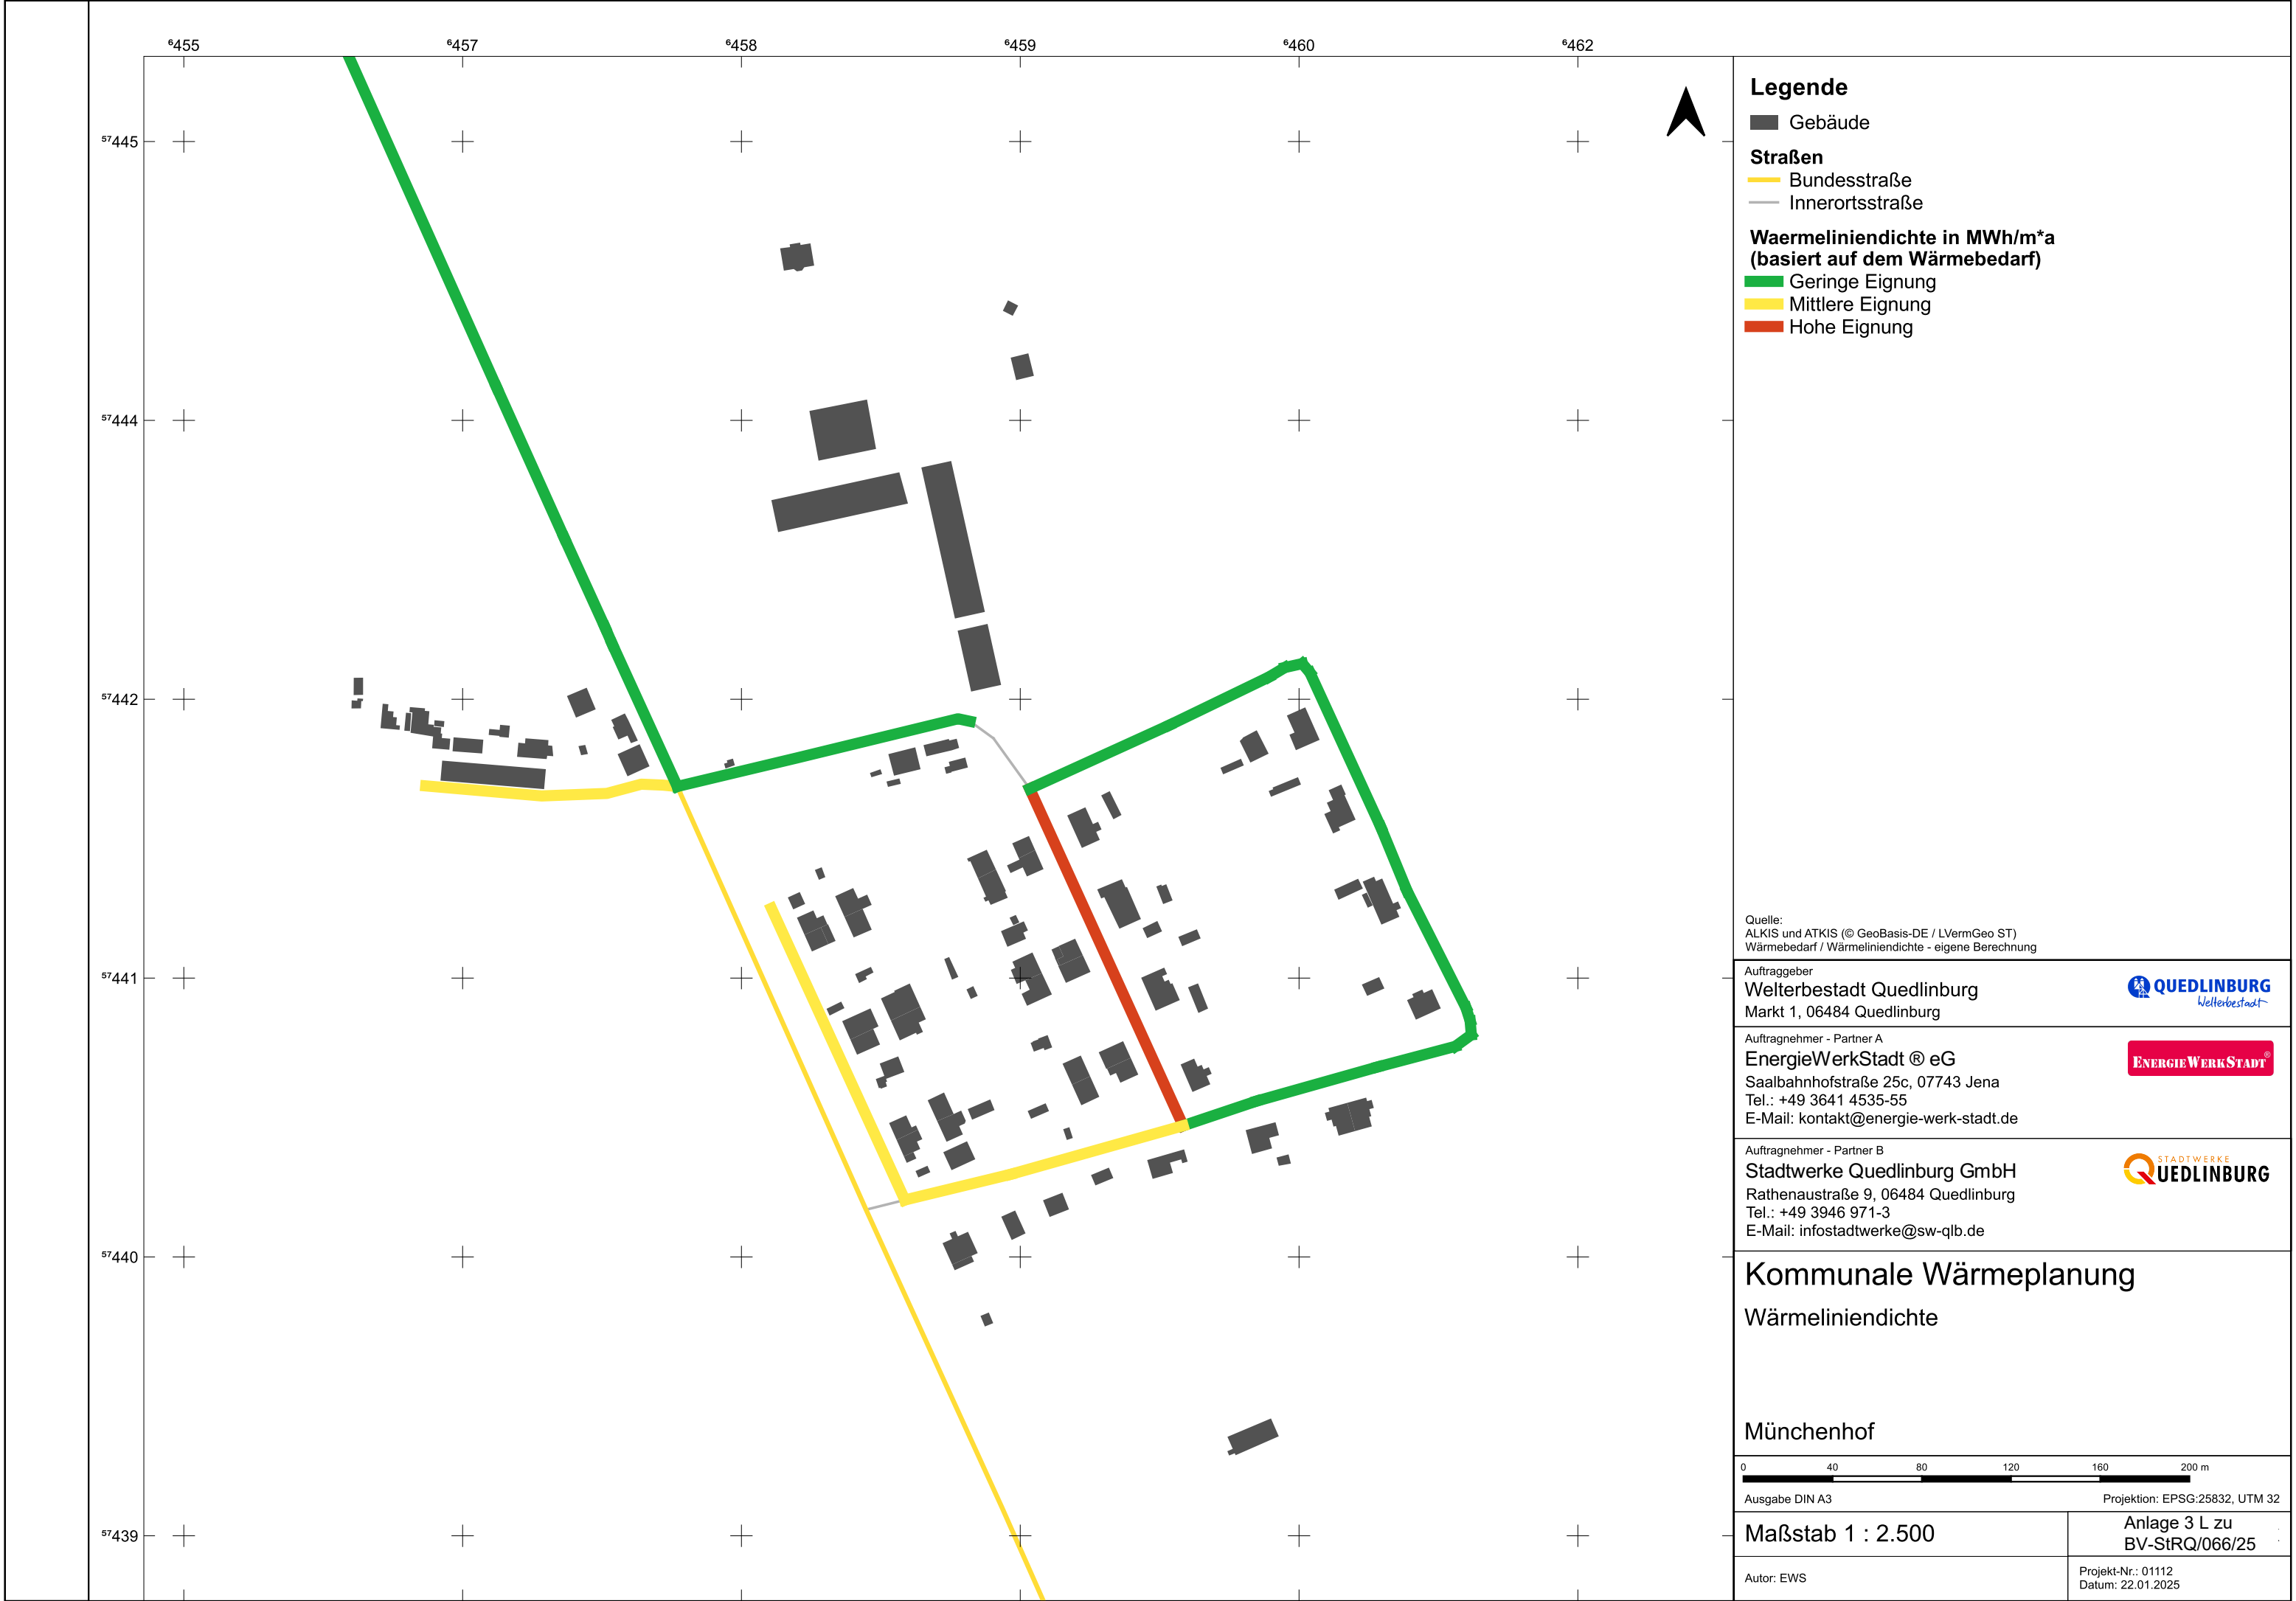 ⁶455 ⁶457 ⁶458 ⁶459 ⁶460 ⁶462
⁵⁷445
⁵⁷444
⁵⁷442
⁵⁷441
⁵⁷440
⁵⁷439
Legende
Gebäude
Straßen
Bundesstraße
Innerortsstraße
Waermeliniendichte in MWh/m*a
(basiert auf dem Wärmebedarf)
Geringe Eignung
Mittlere Eignung
Hohe Eignung
Quelle:
ALKIS und ATKIS (© GeoBasis-DE / LVermGeo ST)
Wärmebedarf / Wärmeliniendichte - eigene Berechnung
Auftraggeber
Welterbestadt Quedlinburg
Markt 1, 06484 Quedlinburg
QUEDLINBURG
Welterbestadt
Auftragnehmer - Partner A
EnergieWerkStadt ® eG
Saalbahnhofstraße 25c, 07743 Jena
Tel.: +49 3641 4535-55
E-Mail: kontakt@energie-werk-stadt.de
ENERGIEWERKSTADT®
Auftragnehmer - Partner B
Stadtwerke Quedlinburg GmbH
Rathenaustraße 9, 06484 Quedlinburg
Tel.: +49 3946 971-3
E-Mail: infostadtwerke@sw-qlb.de
STADTWERKE
QUEDLINBURG
Kommunale Wärmeplanung
Wärmeliniendichte
Münchenhof
0 40 80 120 160 200 m
Ausgabe DIN A3 Projektion: EPSG:25832, UTM 32
Maßstab 1 : 2.500
Anlage 3 L zu
BV-StRQ/066/25
Autor: EWS
Projekt-Nr.: 01112
Datum: 22.01.2025